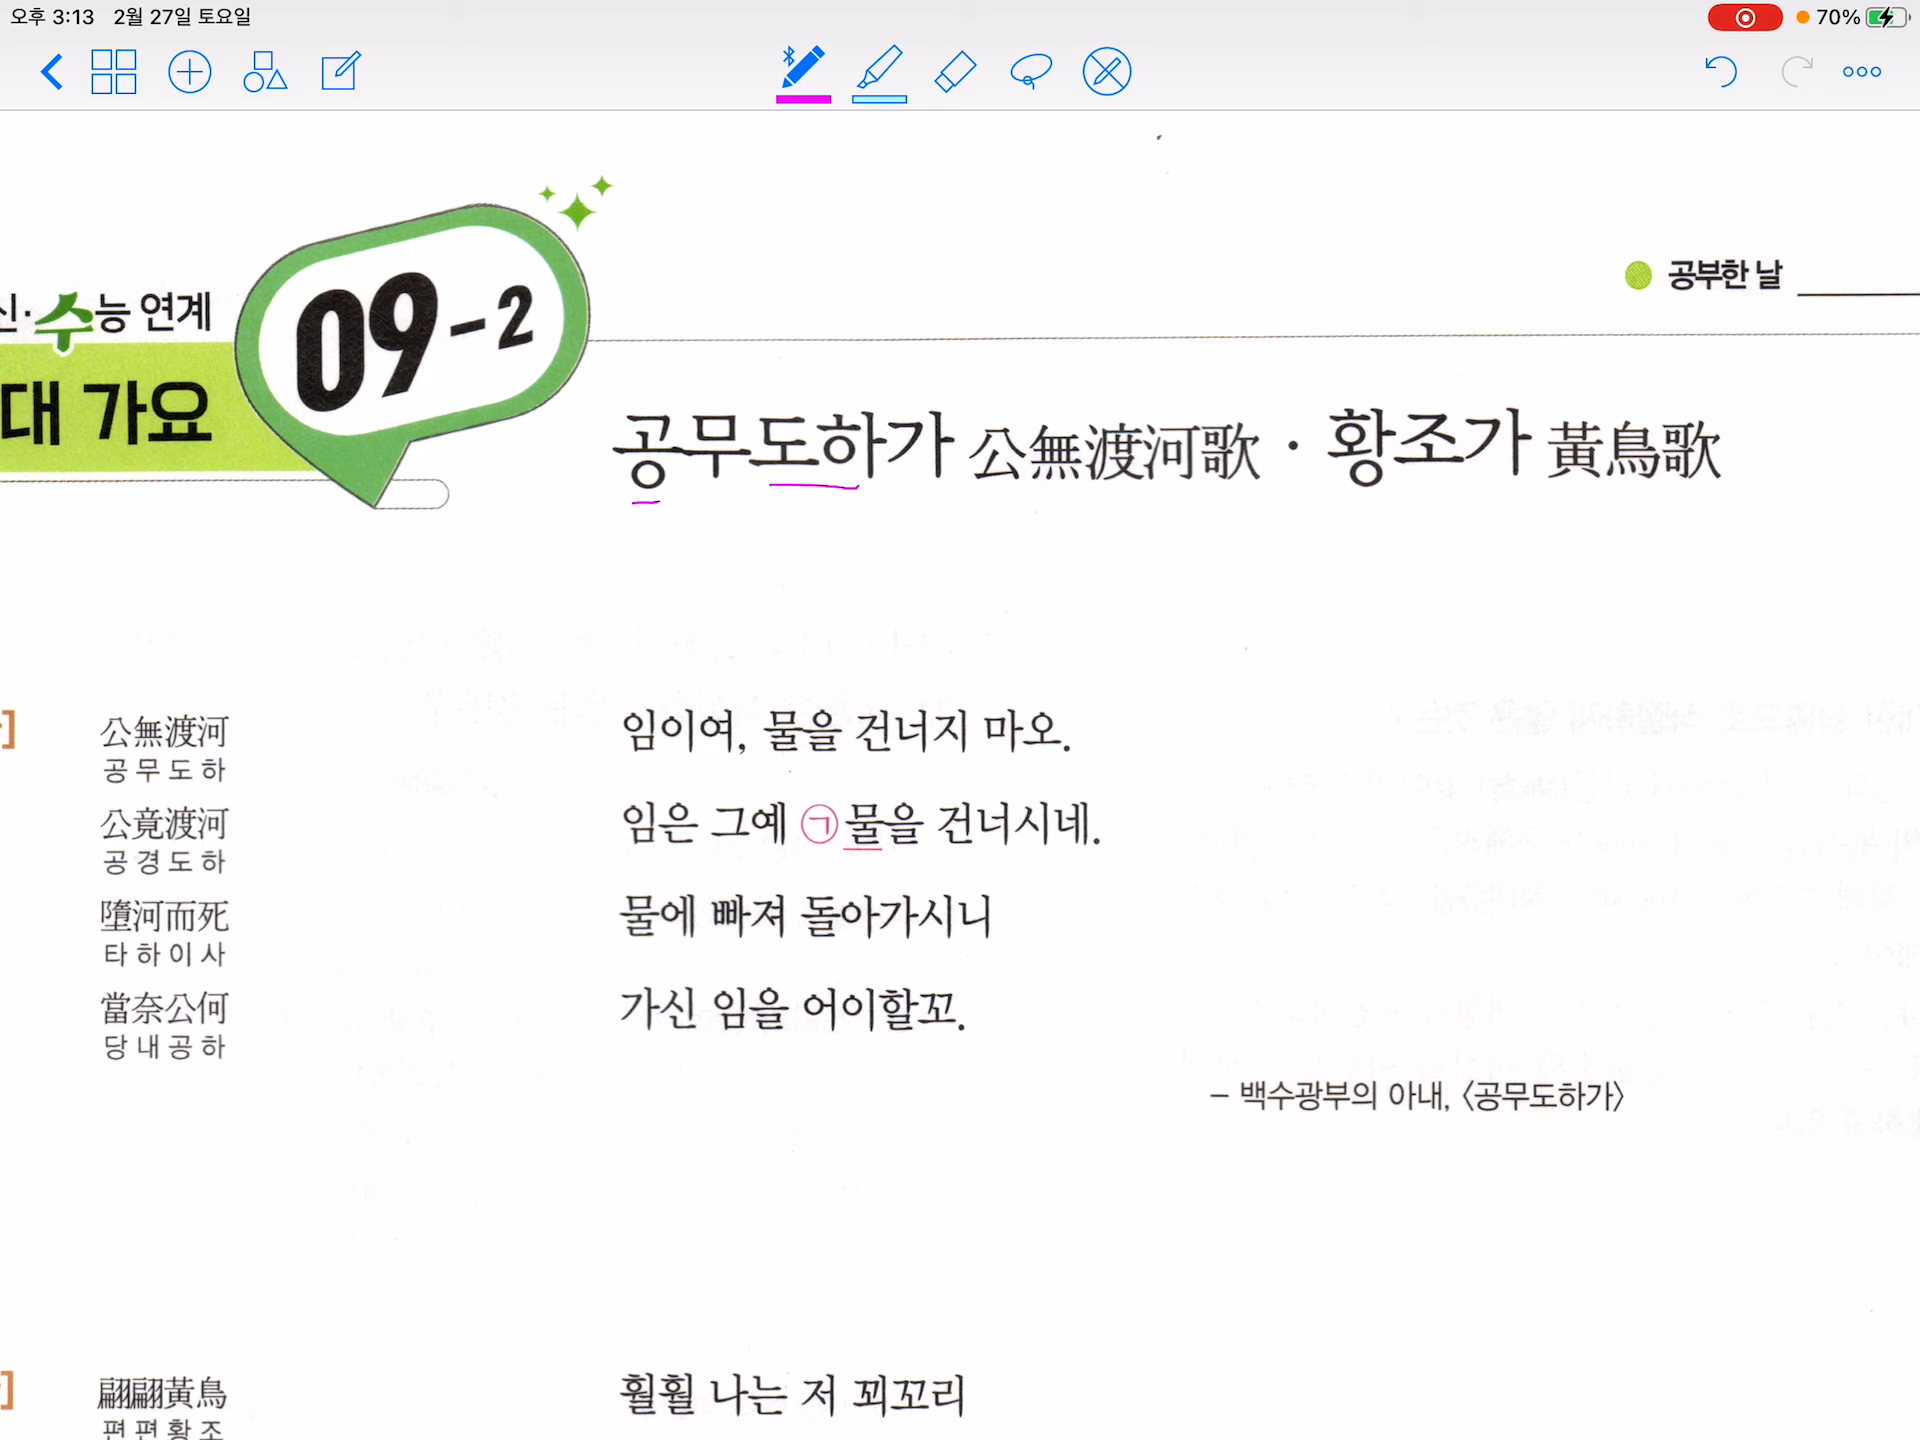 오후 3:13 2월 27일 토요일
70%
신·수능 연계
대 가요
09-2
공부한 날
공무도하가 公無渡河歌 · 황조가 黃鳥歌
公無渡河 임이여, 물을 건너지 마오.
공무도하
公竟渡河 임은 그예 ㉠물을 건너시네.
공경도하
墮河而死 물에 빠져 돌아가시니
타하이사
當奈公何 가신 임을 어이할꼬.
당내공하
– 백수광부의 아내, 〈공무도하가〉
翩翩黃鳥 훨훨 나는 저 꾀꼬리
편편황조